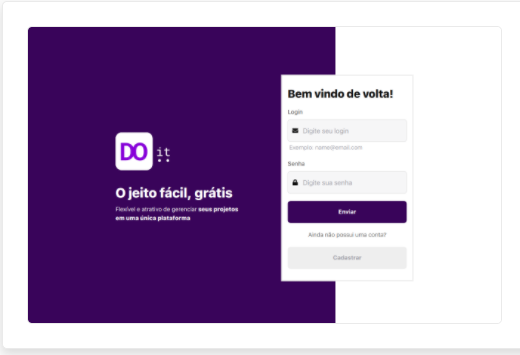 DO it
O jeito fácil, grátis
Flexível e atrativo de gerenciar seus projetos
em uma única plataforma
Bem vindo de volta!
Login
Digite seu login
Exemplo: nome@email.com
Senha
Digite sua senha
Enviar
Ainda não possui uma conta?
Cadastrar